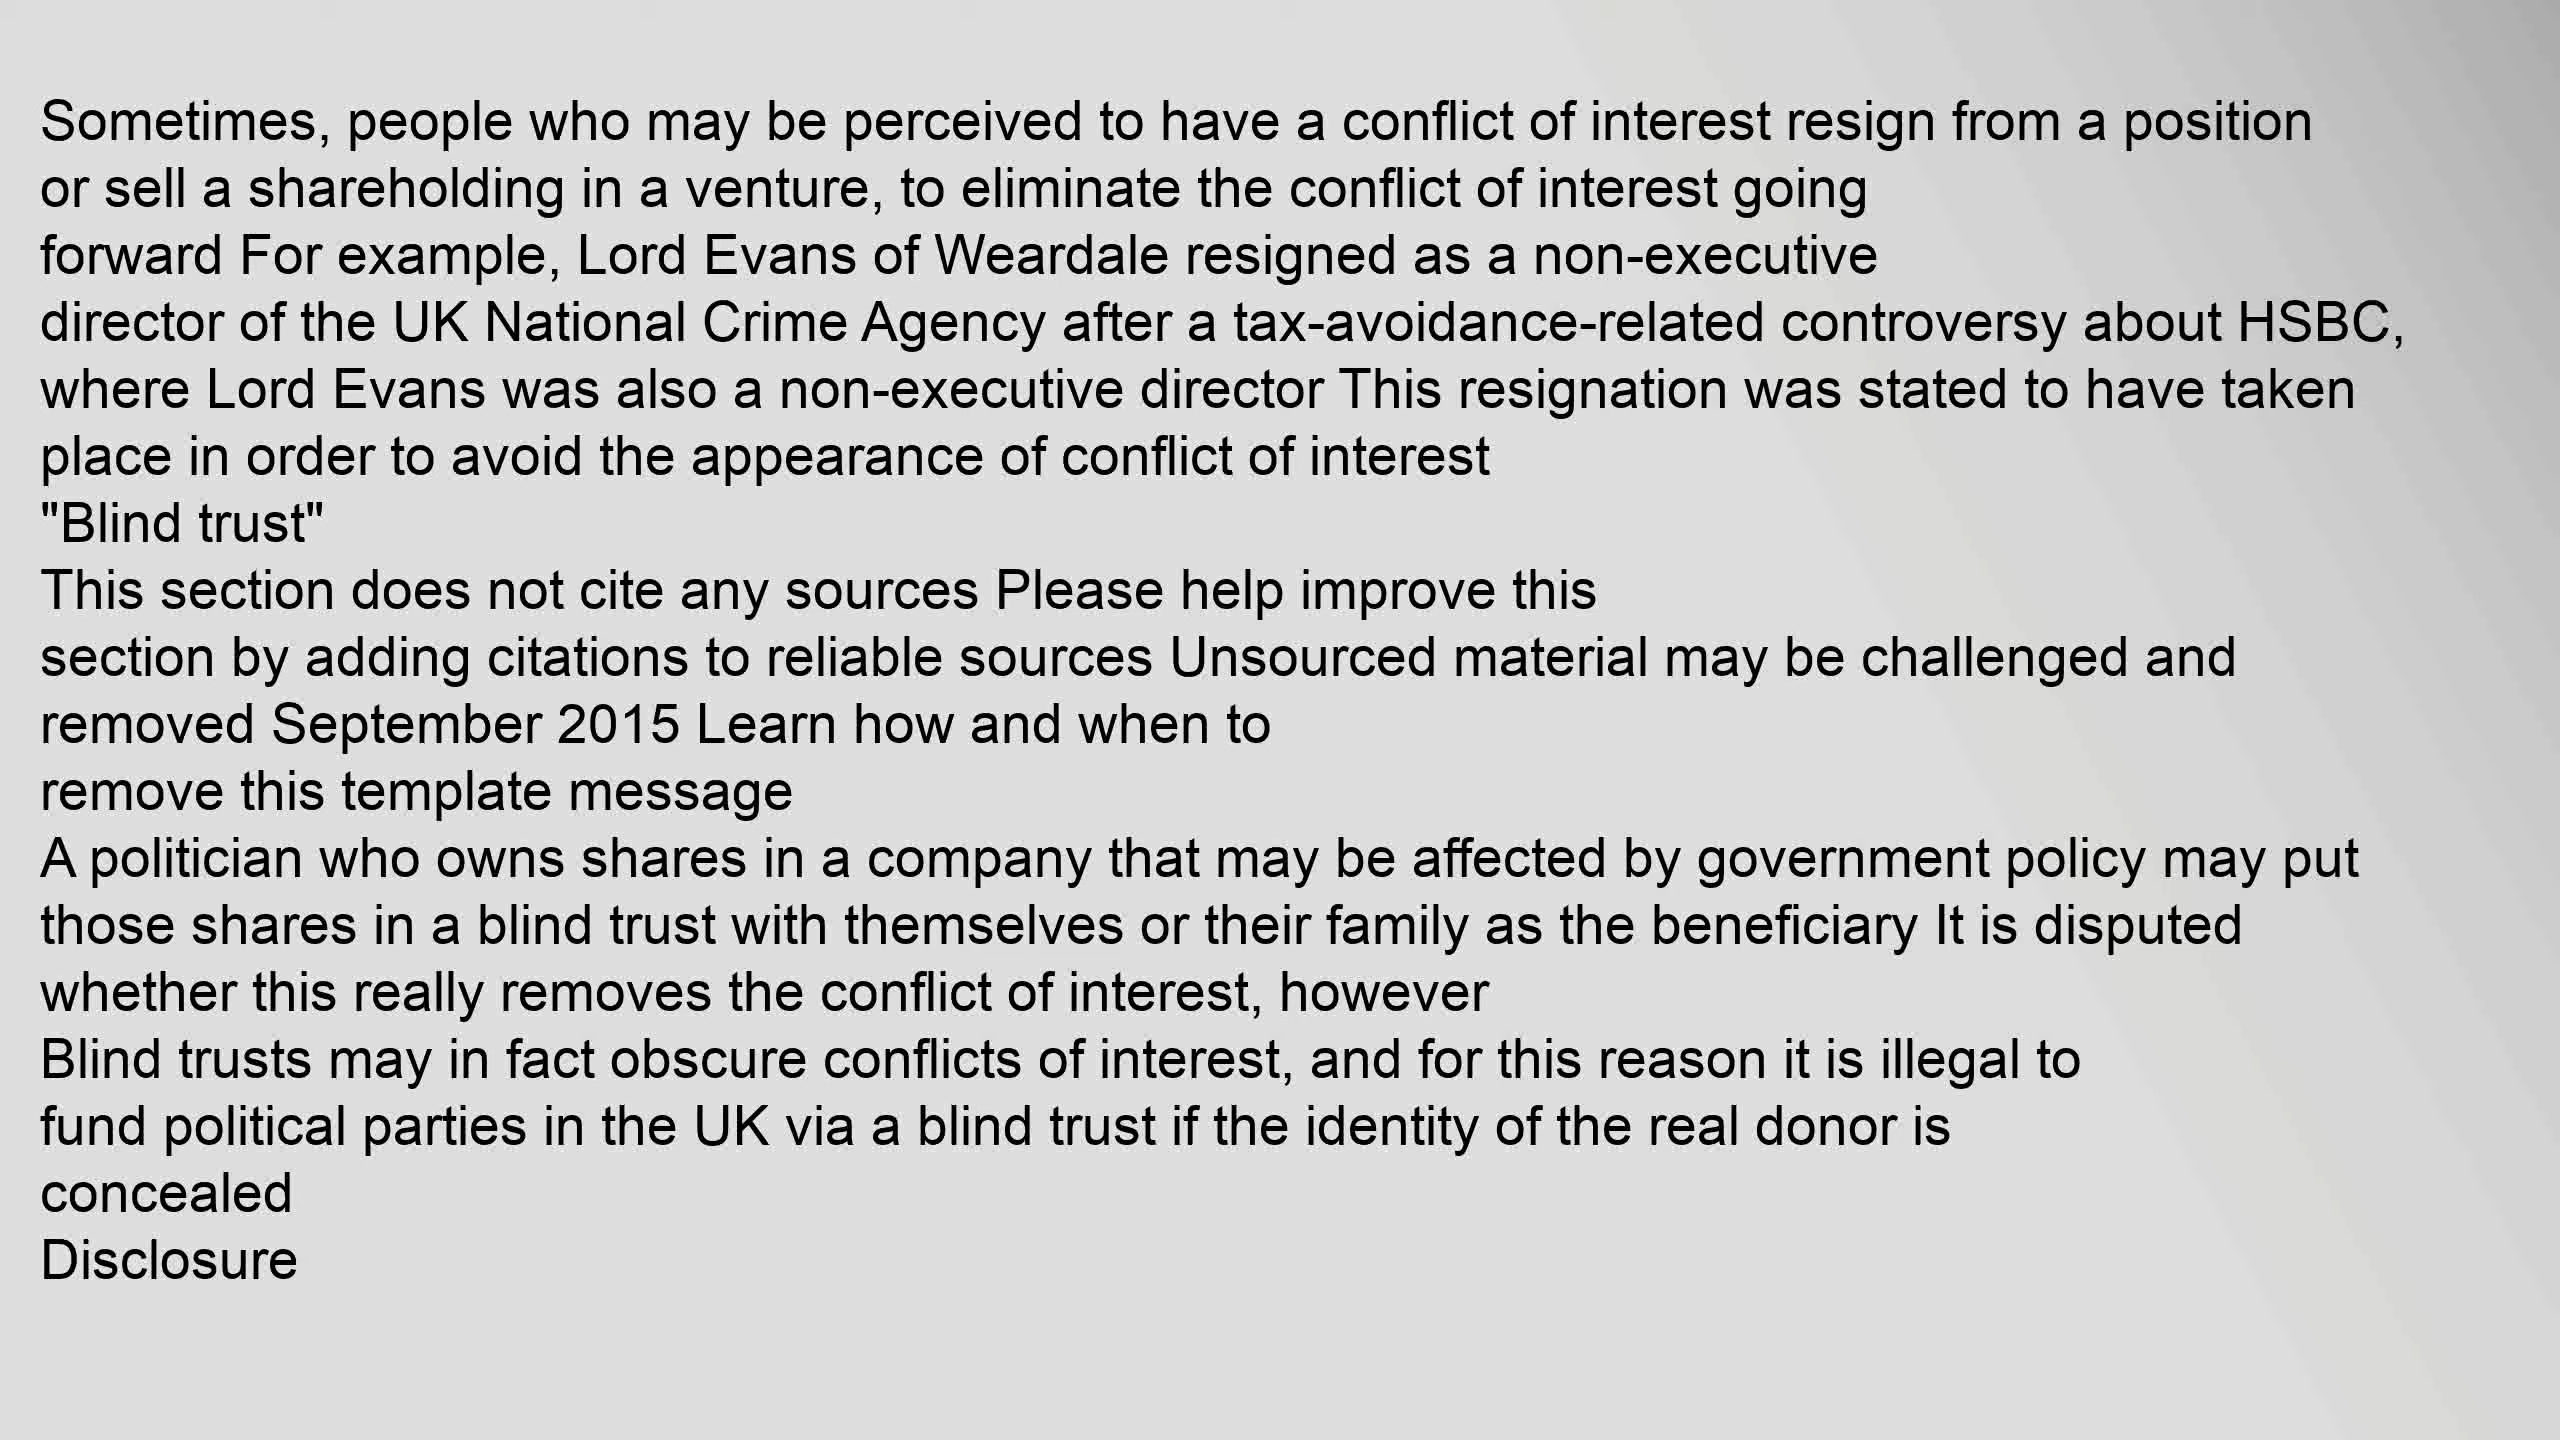 Sometimes, people who may be perceived to have a conflict of interest resign from a position
or sell a shareholding in a venture, to eliminate the conflict of interest going
forward For example, Lord Evans of Weardale resigned as a non-executive
director of the UK National Crime Agency after a tax-avoidance-related controversy about HSBC,
where Lord Evans was also a non-executive director This resignation was stated to have taken
place in order to avoid the appearance of conflict of interest
"Blind trust"
This section does not cite any sources Please help improve this
section by adding citations to reliable sources Unsourced material may be challenged and
removed September 2015 Learn how and when to
remove this template message
A politician who owns shares in a company that may be affected by government policy may put
those shares in a blind trust with themselves or their family as the beneficiary It is disputed
whether this really removes the conflict of interest, however
Blind trusts may in fact obscure conflicts of interest, and for this reason it is illegal to
fund political parties in the UK via a blind trust if the identity of the real donor is
concealed
Disclosure